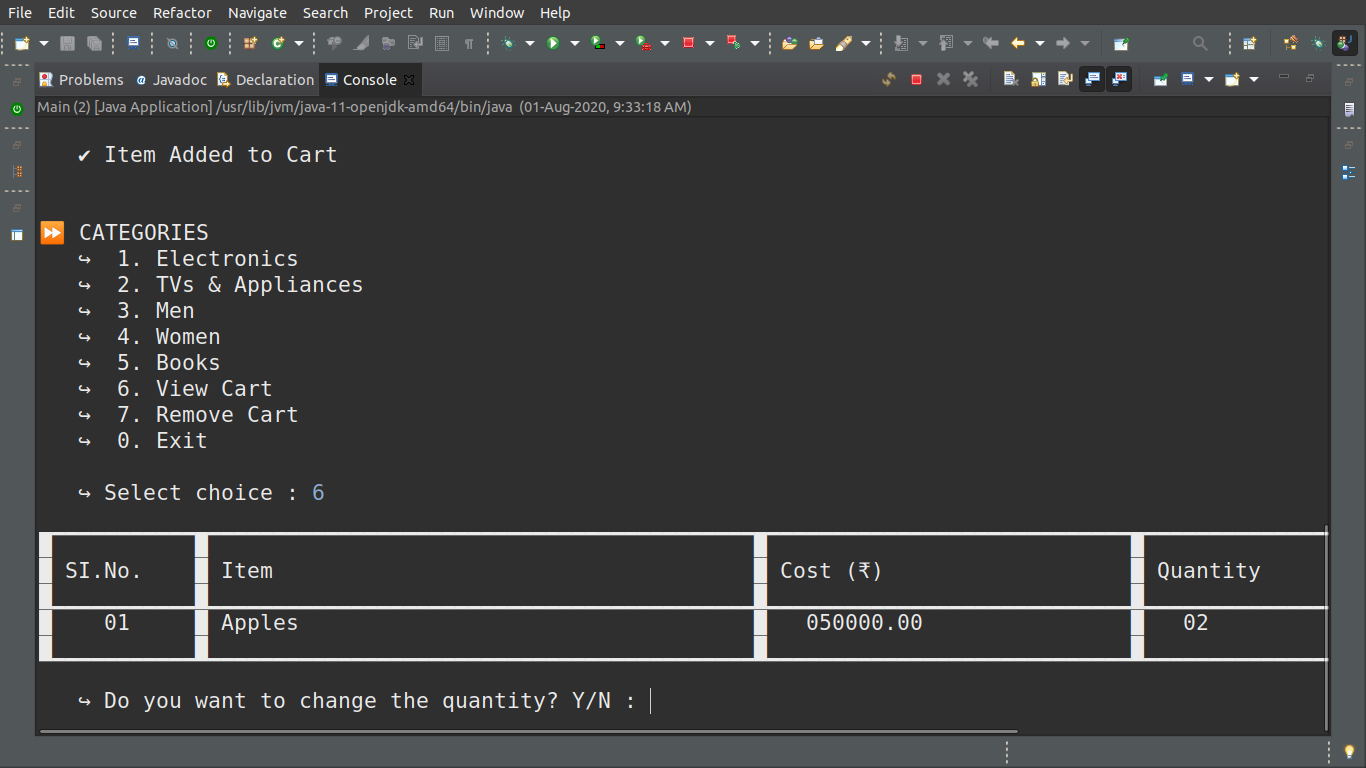 File Edit Source Refactor Navigate Search Project Run Window Help
Problems Javadoc Declaration Console
Main (2) [Java Application] /usr/lib/jvm/java-11-openjdk-amd64/bin/java (01-Aug-2020, 9:33:18 AM)
✔ Item Added to Cart
⏩ CATEGORIES
↪ 1. Electronics
↪ 2. TVs & Appliances
↪ 3. Men
↪ 4. Women
↪ 5. Books
↪ 6. View Cart
↪ 7. Remove Cart
↪ 0. Exit
↪ Select choice : 6
SI.No. Item Cost (₹) Quantity
01 Apples 050000.00 02
↪ Do you want to change the quantity? Y/N :